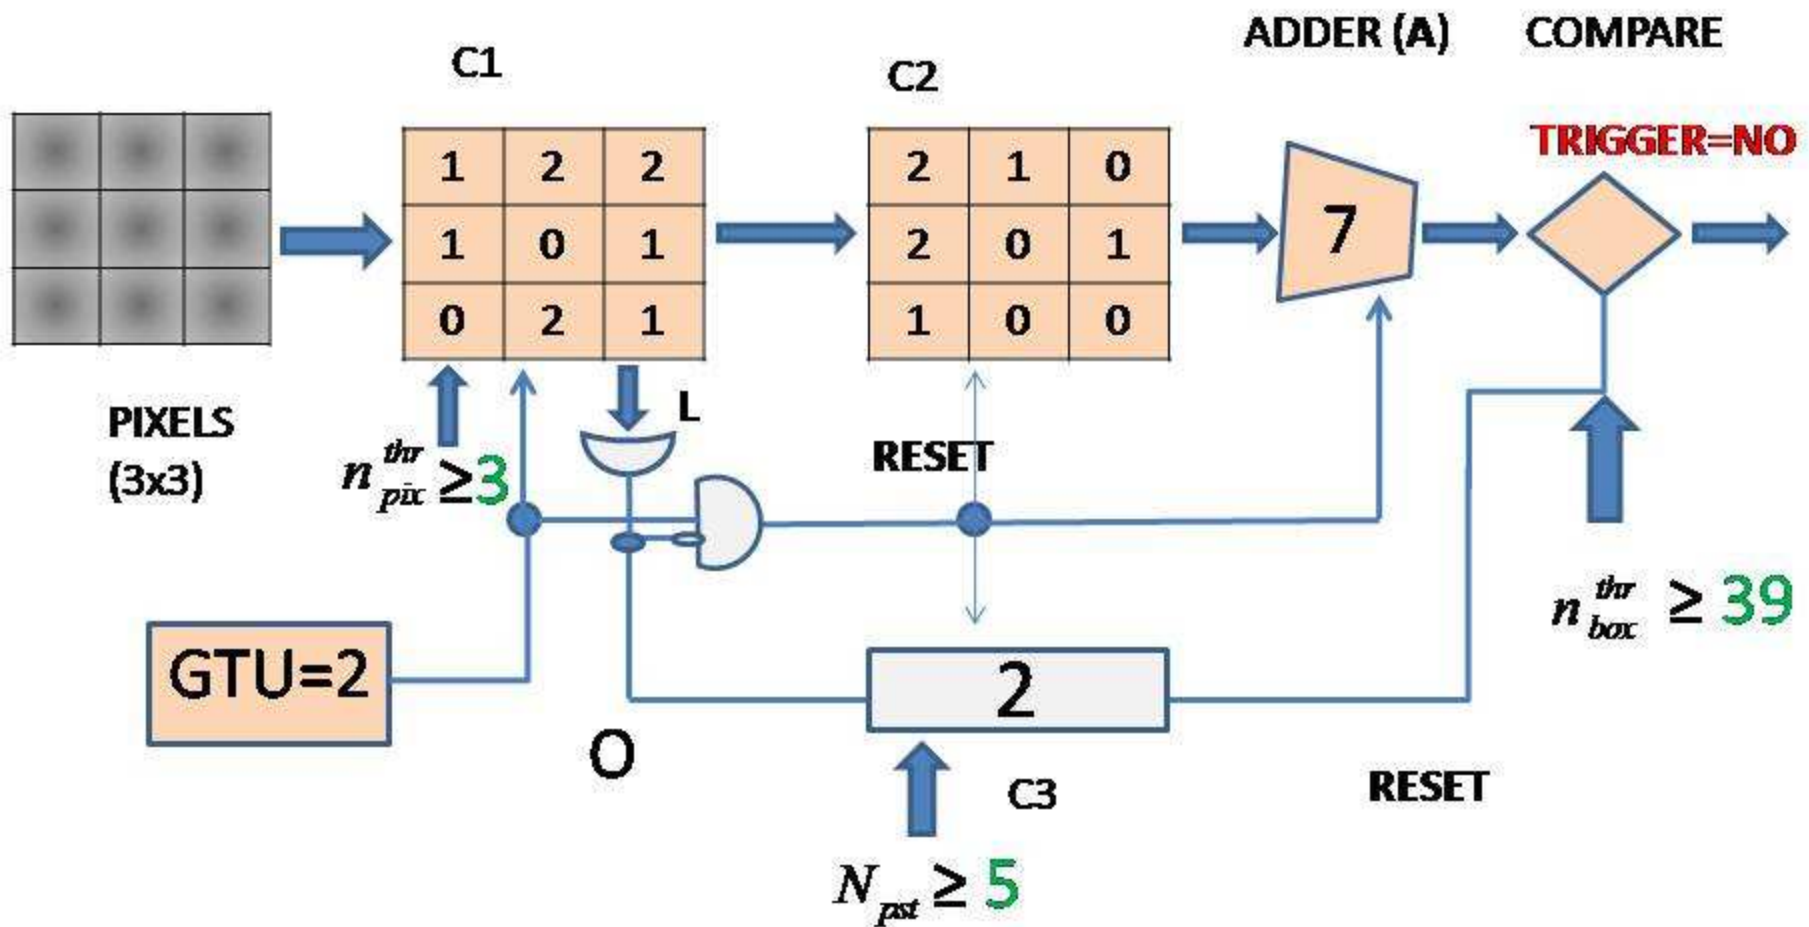 ADDER (A) COMPARE
C1 C2
TRIGGER=NO
1 2 2
1 0 1
0 2 1
2 1 0
2 0 1
1 0 0
7
PIXELS
(3x3)
n_pix^thr ≥3
L
RESET
GTU=2
n_box^thr ≥ 39
2
O
C3
RESET
N_pst ≥ 5